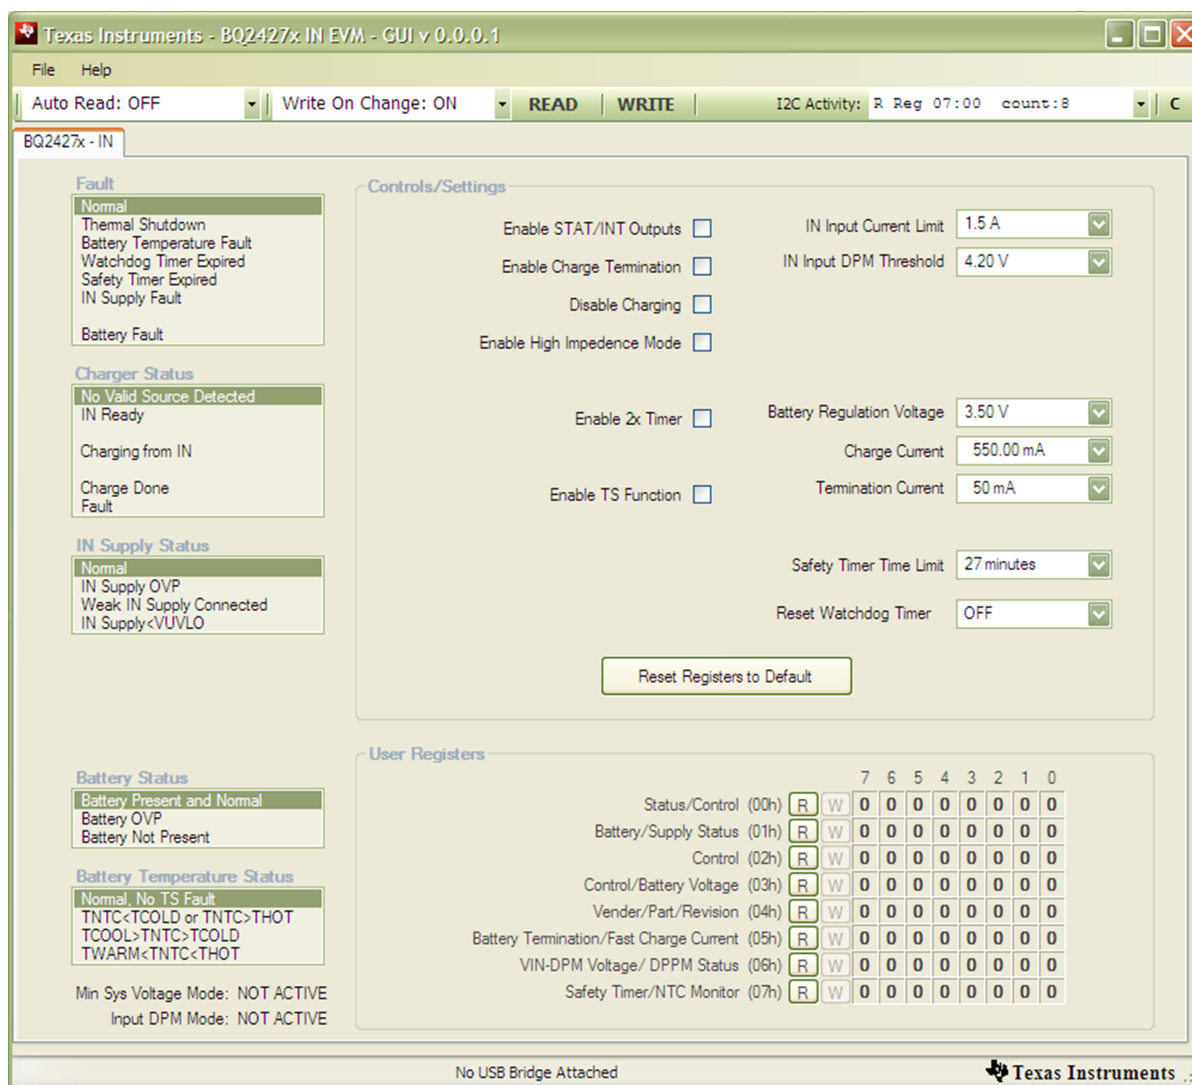 Texas Instruments - BQ2427x IN EVM - GUI v 0.0.0.1
File Help
Auto Read: OFF Write On Change: ON READ WRITE I2C Activity: R Reg 07:00 count:8 C
BQ2427x - IN
Fault
Normal
Thermal Shutdown
Battery Temperature Fault
Watchdog Timer Expired
Safety Timer Expired
IN Supply Fault
Battery Fault
Charger Status
No Valid Source Detected
IN Ready
Charging from IN
Charge Done
Fault
IN Supply Status
Normal
IN Supply OVP
Weak IN Supply Connected
IN Supply<VUVLO
Battery Status
Battery Present and Normal
Battery OVP
Battery Not Present
Battery Temperature Status
Normal, No TS Fault
TNTC<TCOLD or TNTC>THOT
TCOOL>TNTC>TCOLD
TWARM<TNTC<THOT
Min Sys Voltage Mode: NOT ACTIVE
Input DPM Mode: NOT ACTIVE
Controls/Settings
Enable STAT/INT Outputs IN Input Current Limit 1.5 A
Enable Charge Termination IN Input DPM Threshold 4.20 V
Disable Charging
Enable High Impedence Mode
Enable 2x Timer Battery Regulation Voltage 3.50 V
Charge Current 550.00 mA
Enable TS Function Termination Current 50 mA
Safety Timer Time Limit 27 minutes
Reset Watchdog Timer OFF
Reset Registers to Default
User Registers
7 6 5 4 3 2 1 0
Status/Control (00h) R W 0 0 0 0 0 0 0 0
Battery/Supply Status (01h) R W 0 0 0 0 0 0 0 0
Control (02h) R W 0 0 0 0 0 0 0 0
Control/Battery Voltage (03h) R W 0 0 0 0 0 0 0 0
Vender/Part/Revision (04h) R W 0 0 0 0 0 0 0 0
Battery Termination/Fast Charge Current (05h) R W 0 0 0 0 0 0 0 0
VIN-DPM Voltage/ DPPM Status (06h) R W 0 0 0 0 0 0 0 0
Safety Timer/NTC Monitor (07h) R W 0 0 0 0 0 0 0 0
No USB Bridge Attached Texas Instruments